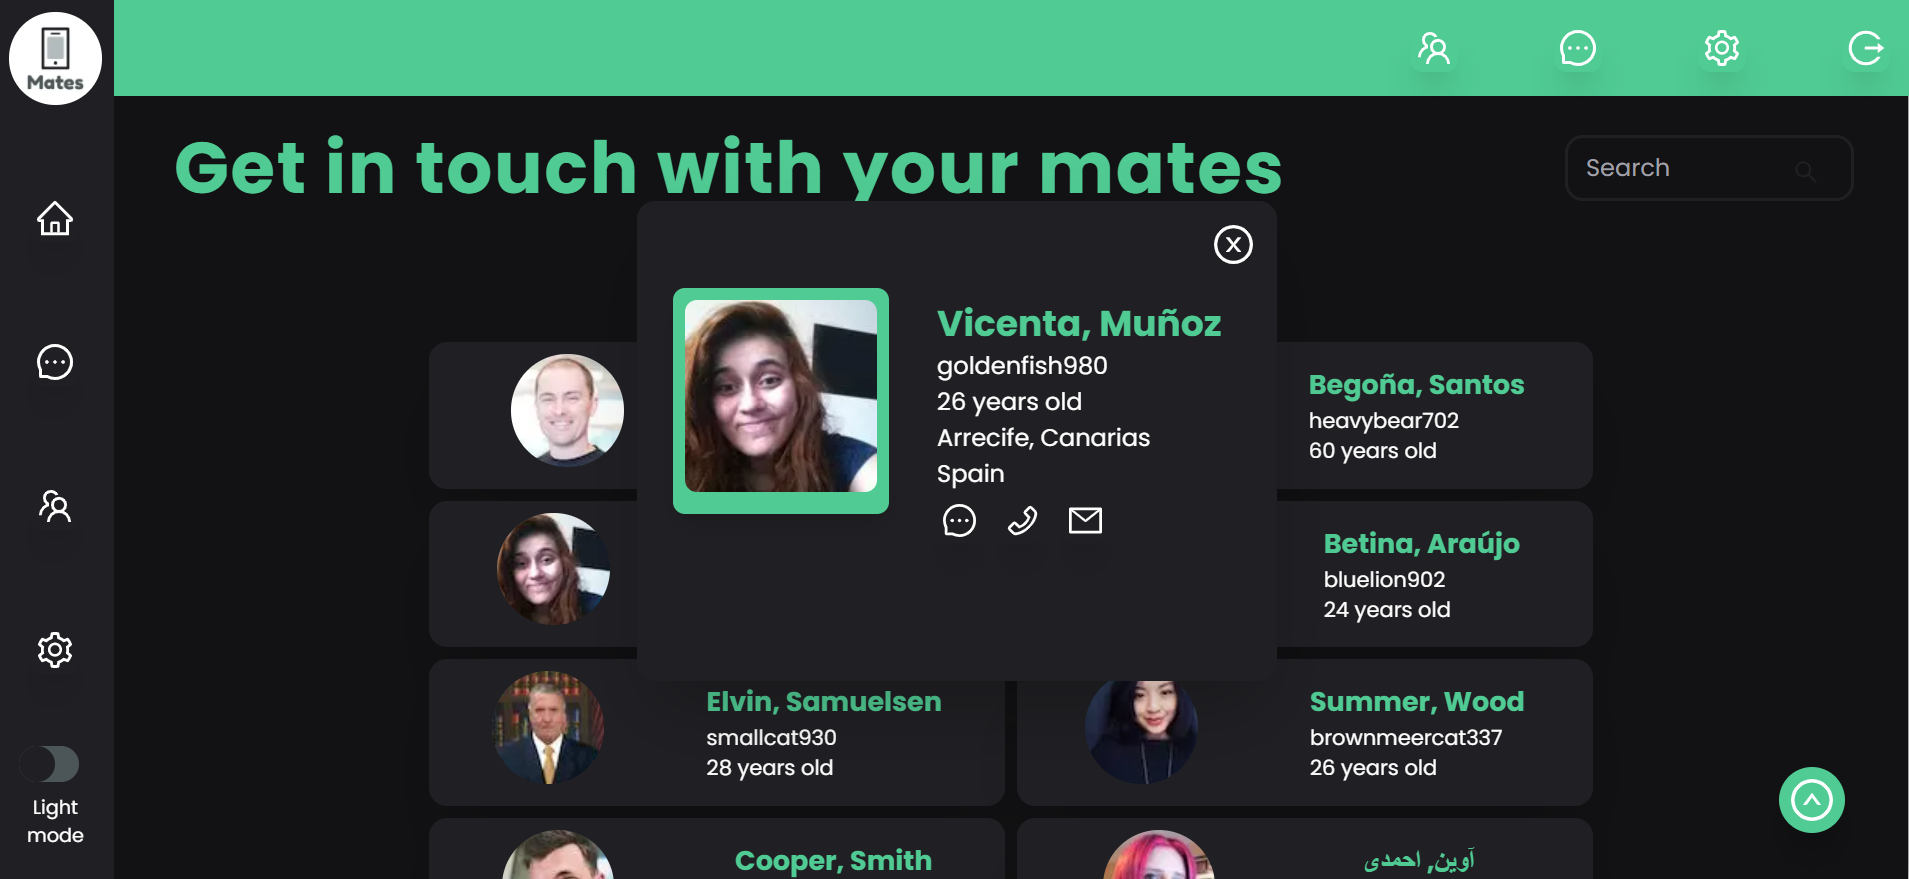 Mates
Get in touch with your mates
Search
X
Vicenta, Muñoz
goldenfish980
26 years old
Arrecife, Canarias
Spain
Begoña, Santos
heavybear702
60 years old
Betina, Araújo
bluelion902
24 years old
Elvin, Samuelsen
smallcat930
28 years old
Summer, Wood
brownmeercat337
26 years old
Cooper, Smith
آوین, احمدی
Light
mode